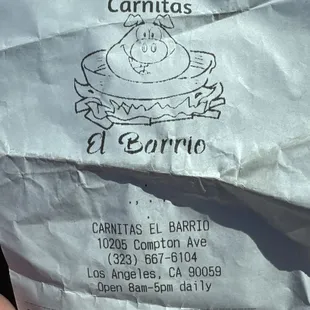 Carnitas
El Barrio
CARNITAS EL BARRIO
10205 Compton Ave
(323) 667-6104
Los Angeles, CA 90059
Open 8am-5pm daily